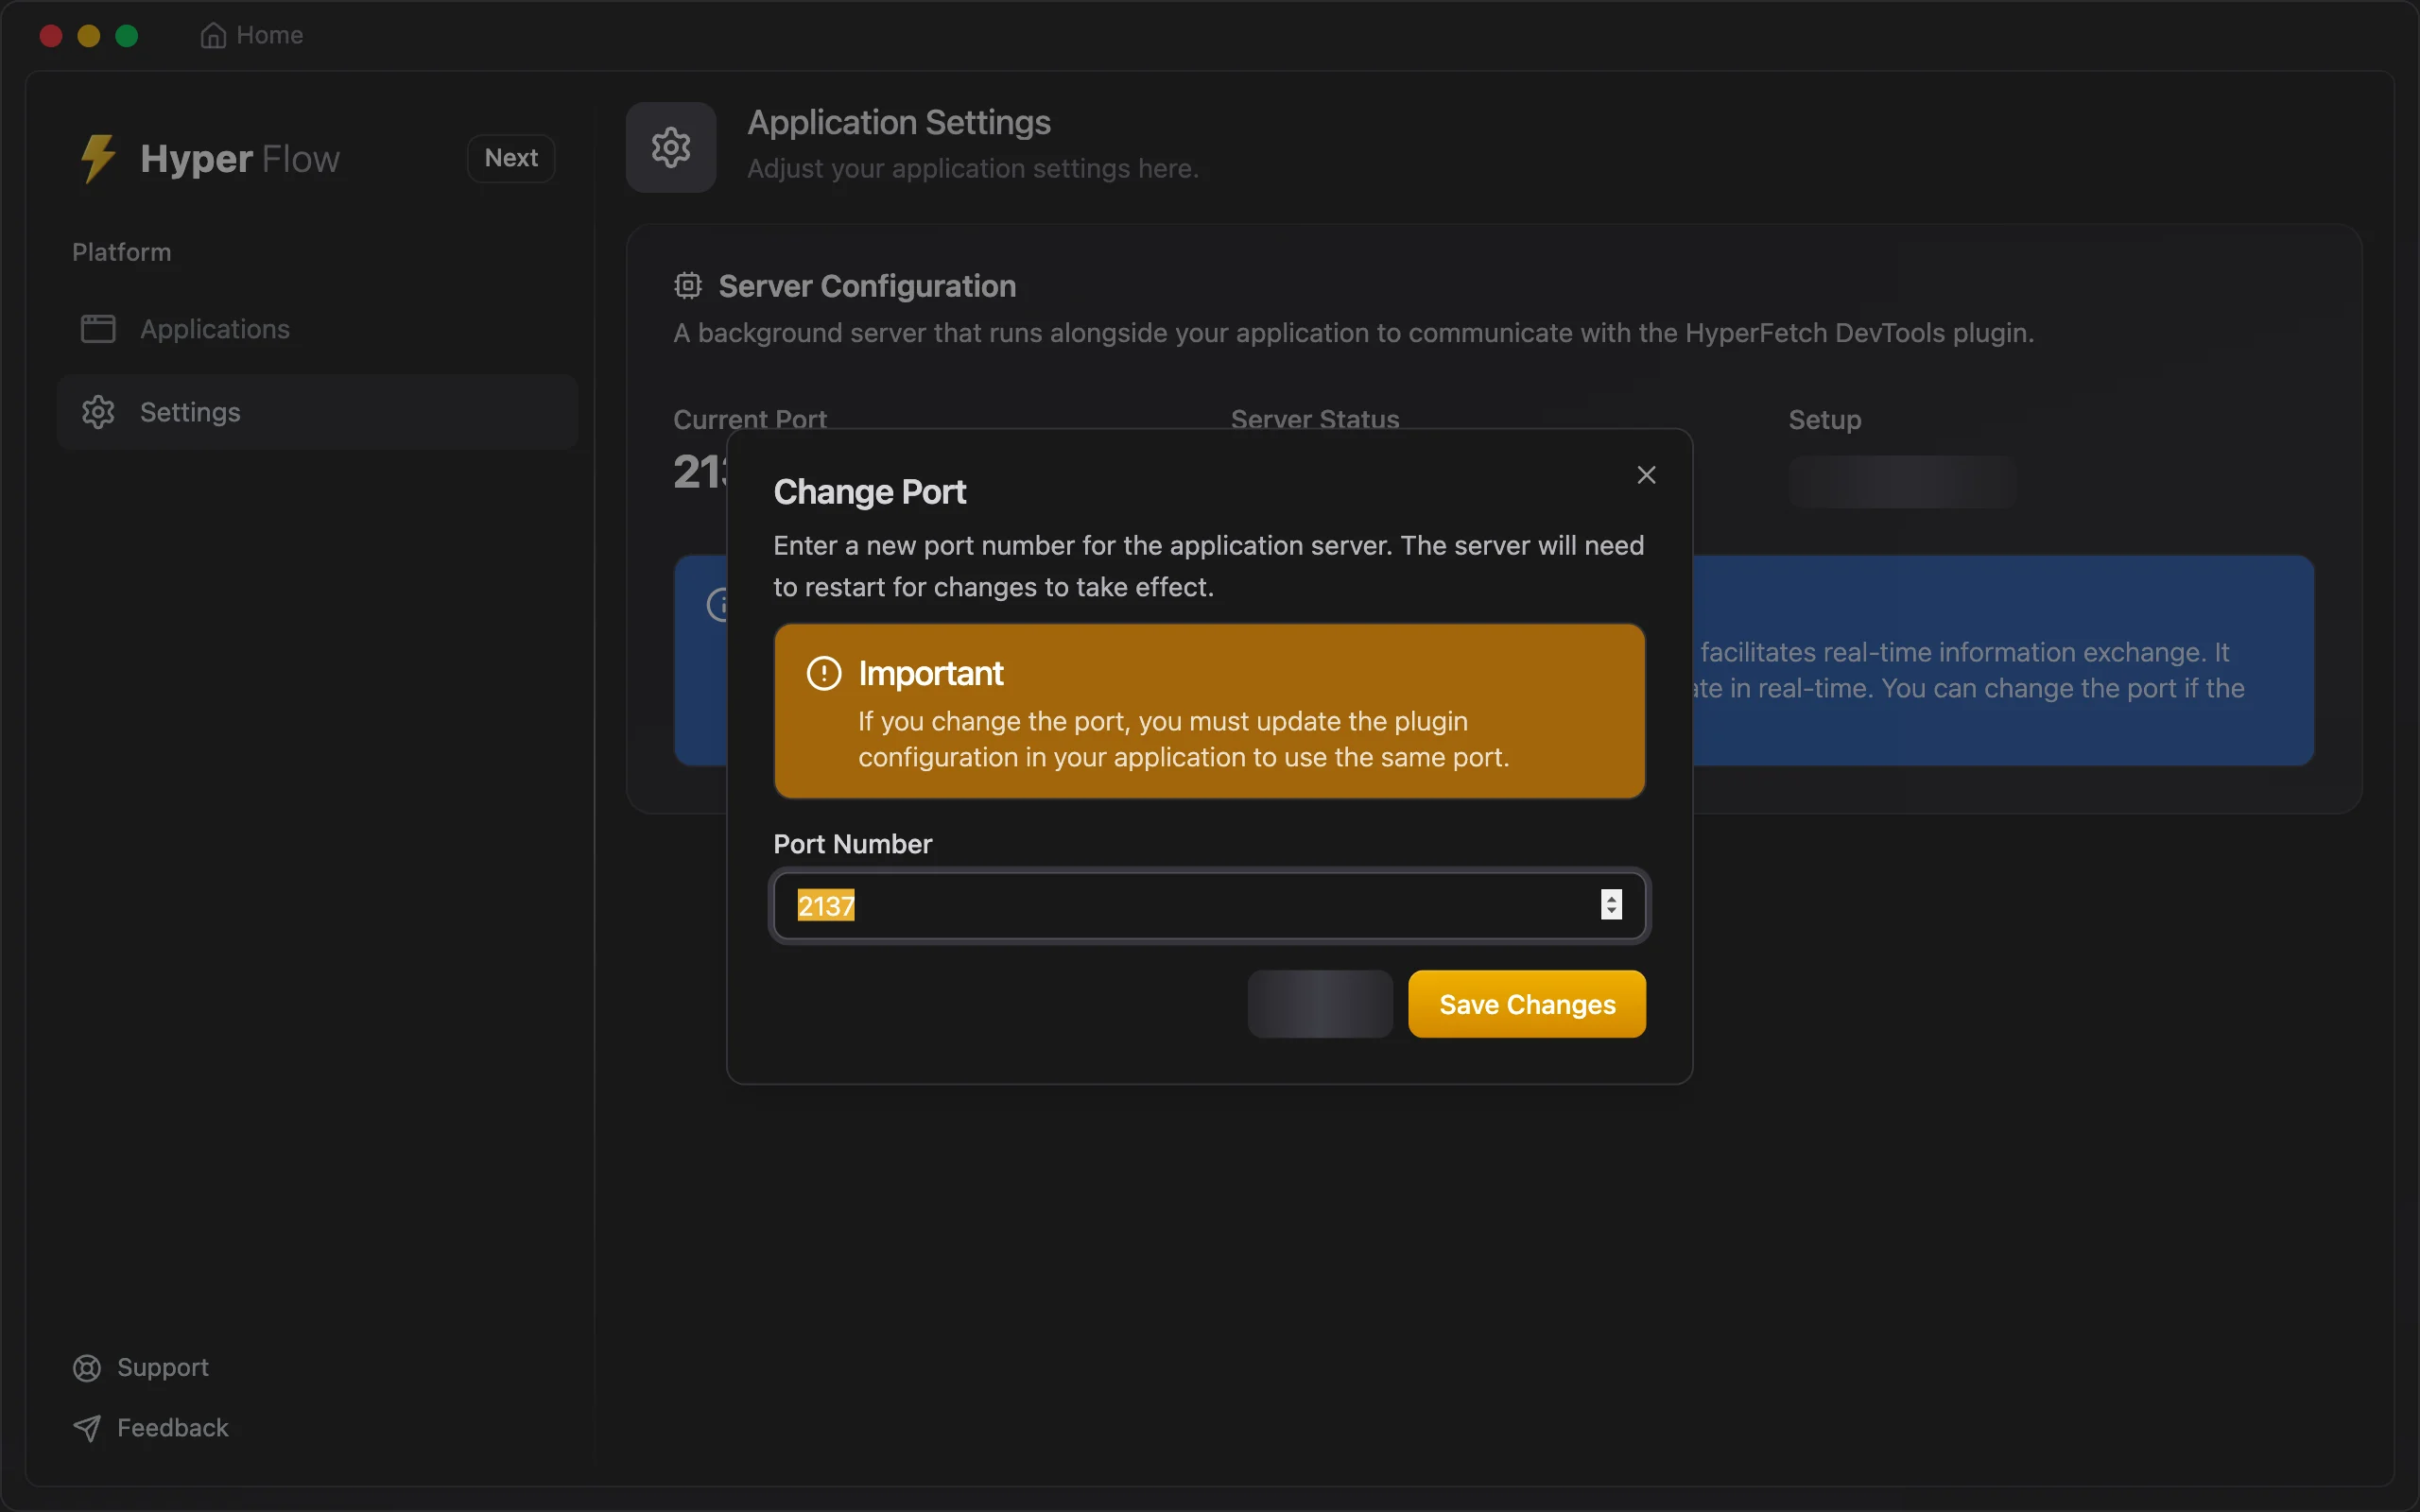 Home
Hyper Flow
Next
Platform
Applications
Settings
Support
Feedback
Application Settings
Adjust your application settings here.
Server Configuration
A background server that runs alongside your application to communicate with the HyperFetch DevTools plugin.
Current Port
Server Status
Setup
facilitates real-time information exchange. It
in real-time. You can change the port if the
Change Port
Enter a new port number for the application server. The server will need
to restart for changes to take effect.
Important
If you change the port, you must update the plugin
configuration in your application to use the same port.
Port Number
2137
Save Changes